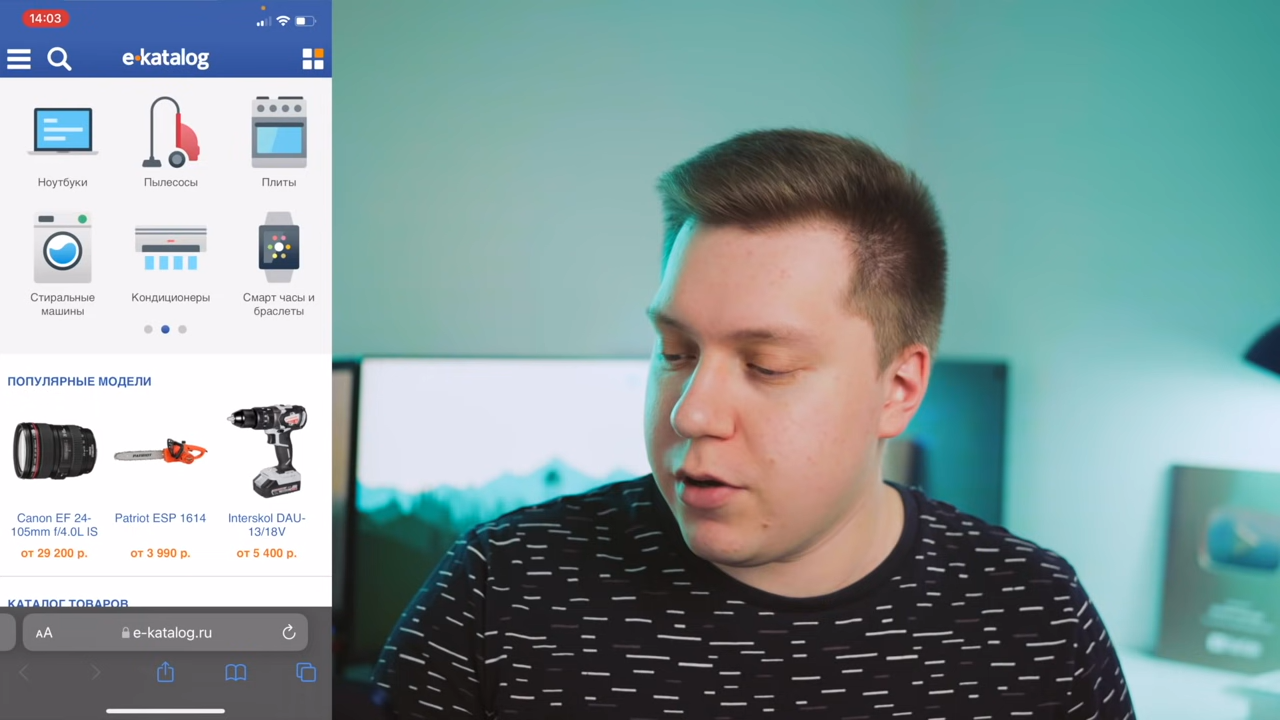 14:03
e·katalog
Ноутбуки
Пылесосы
Плиты
Стиральные
машины
Кондиционеры
Смарт часы и
браслеты
ПОПУЛЯРНЫЕ МОДЕЛИ
PATRIOT
Canon EF 24-
105mm f/4.0L IS
от 29 200 р.
Patriot ESP 1614
от 3 990 р.
Interskol DAU-
13/18V
от 5 400 р.
КАТАЛОГ ТОВАРОВ
AA
e-katalog.ru